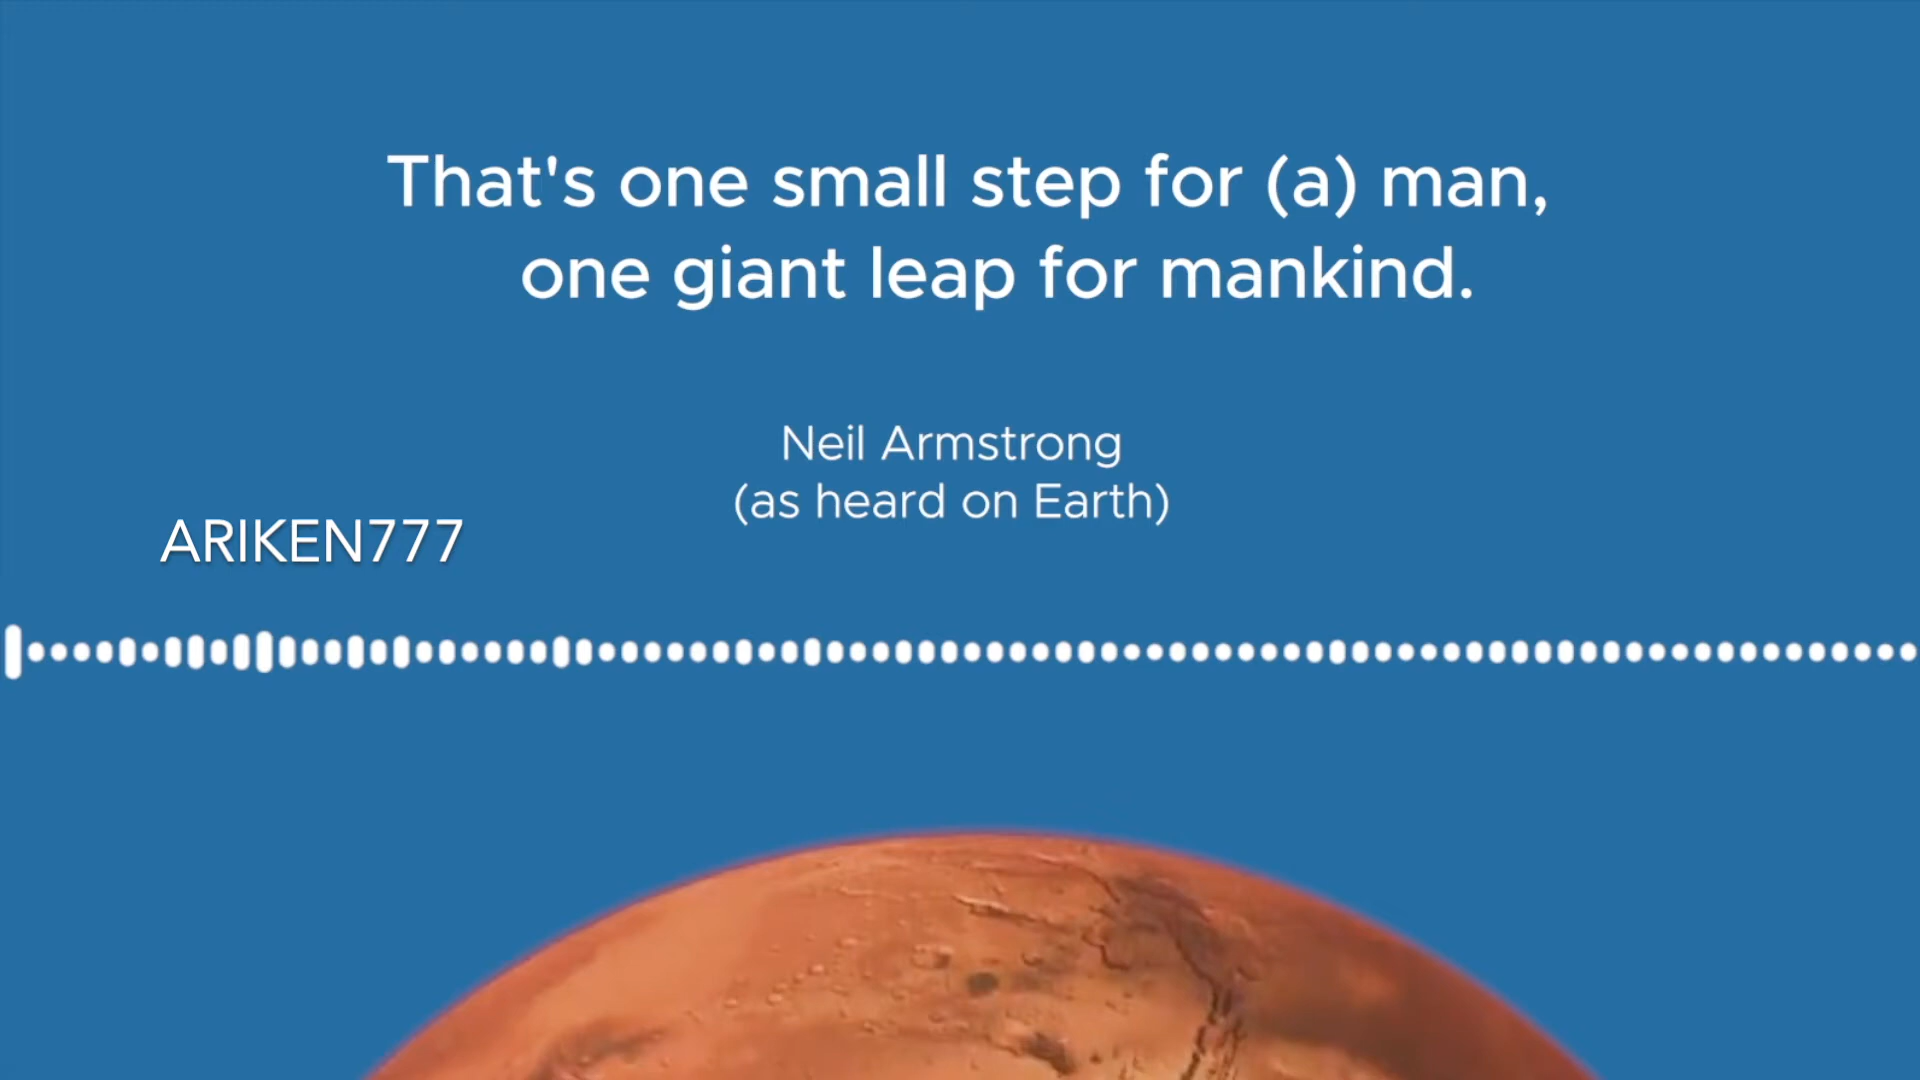 That's one small step for (a) man,
one giant leap for mankind.
Neil Armstrong
(as heard on Earth)
ARIKEN777